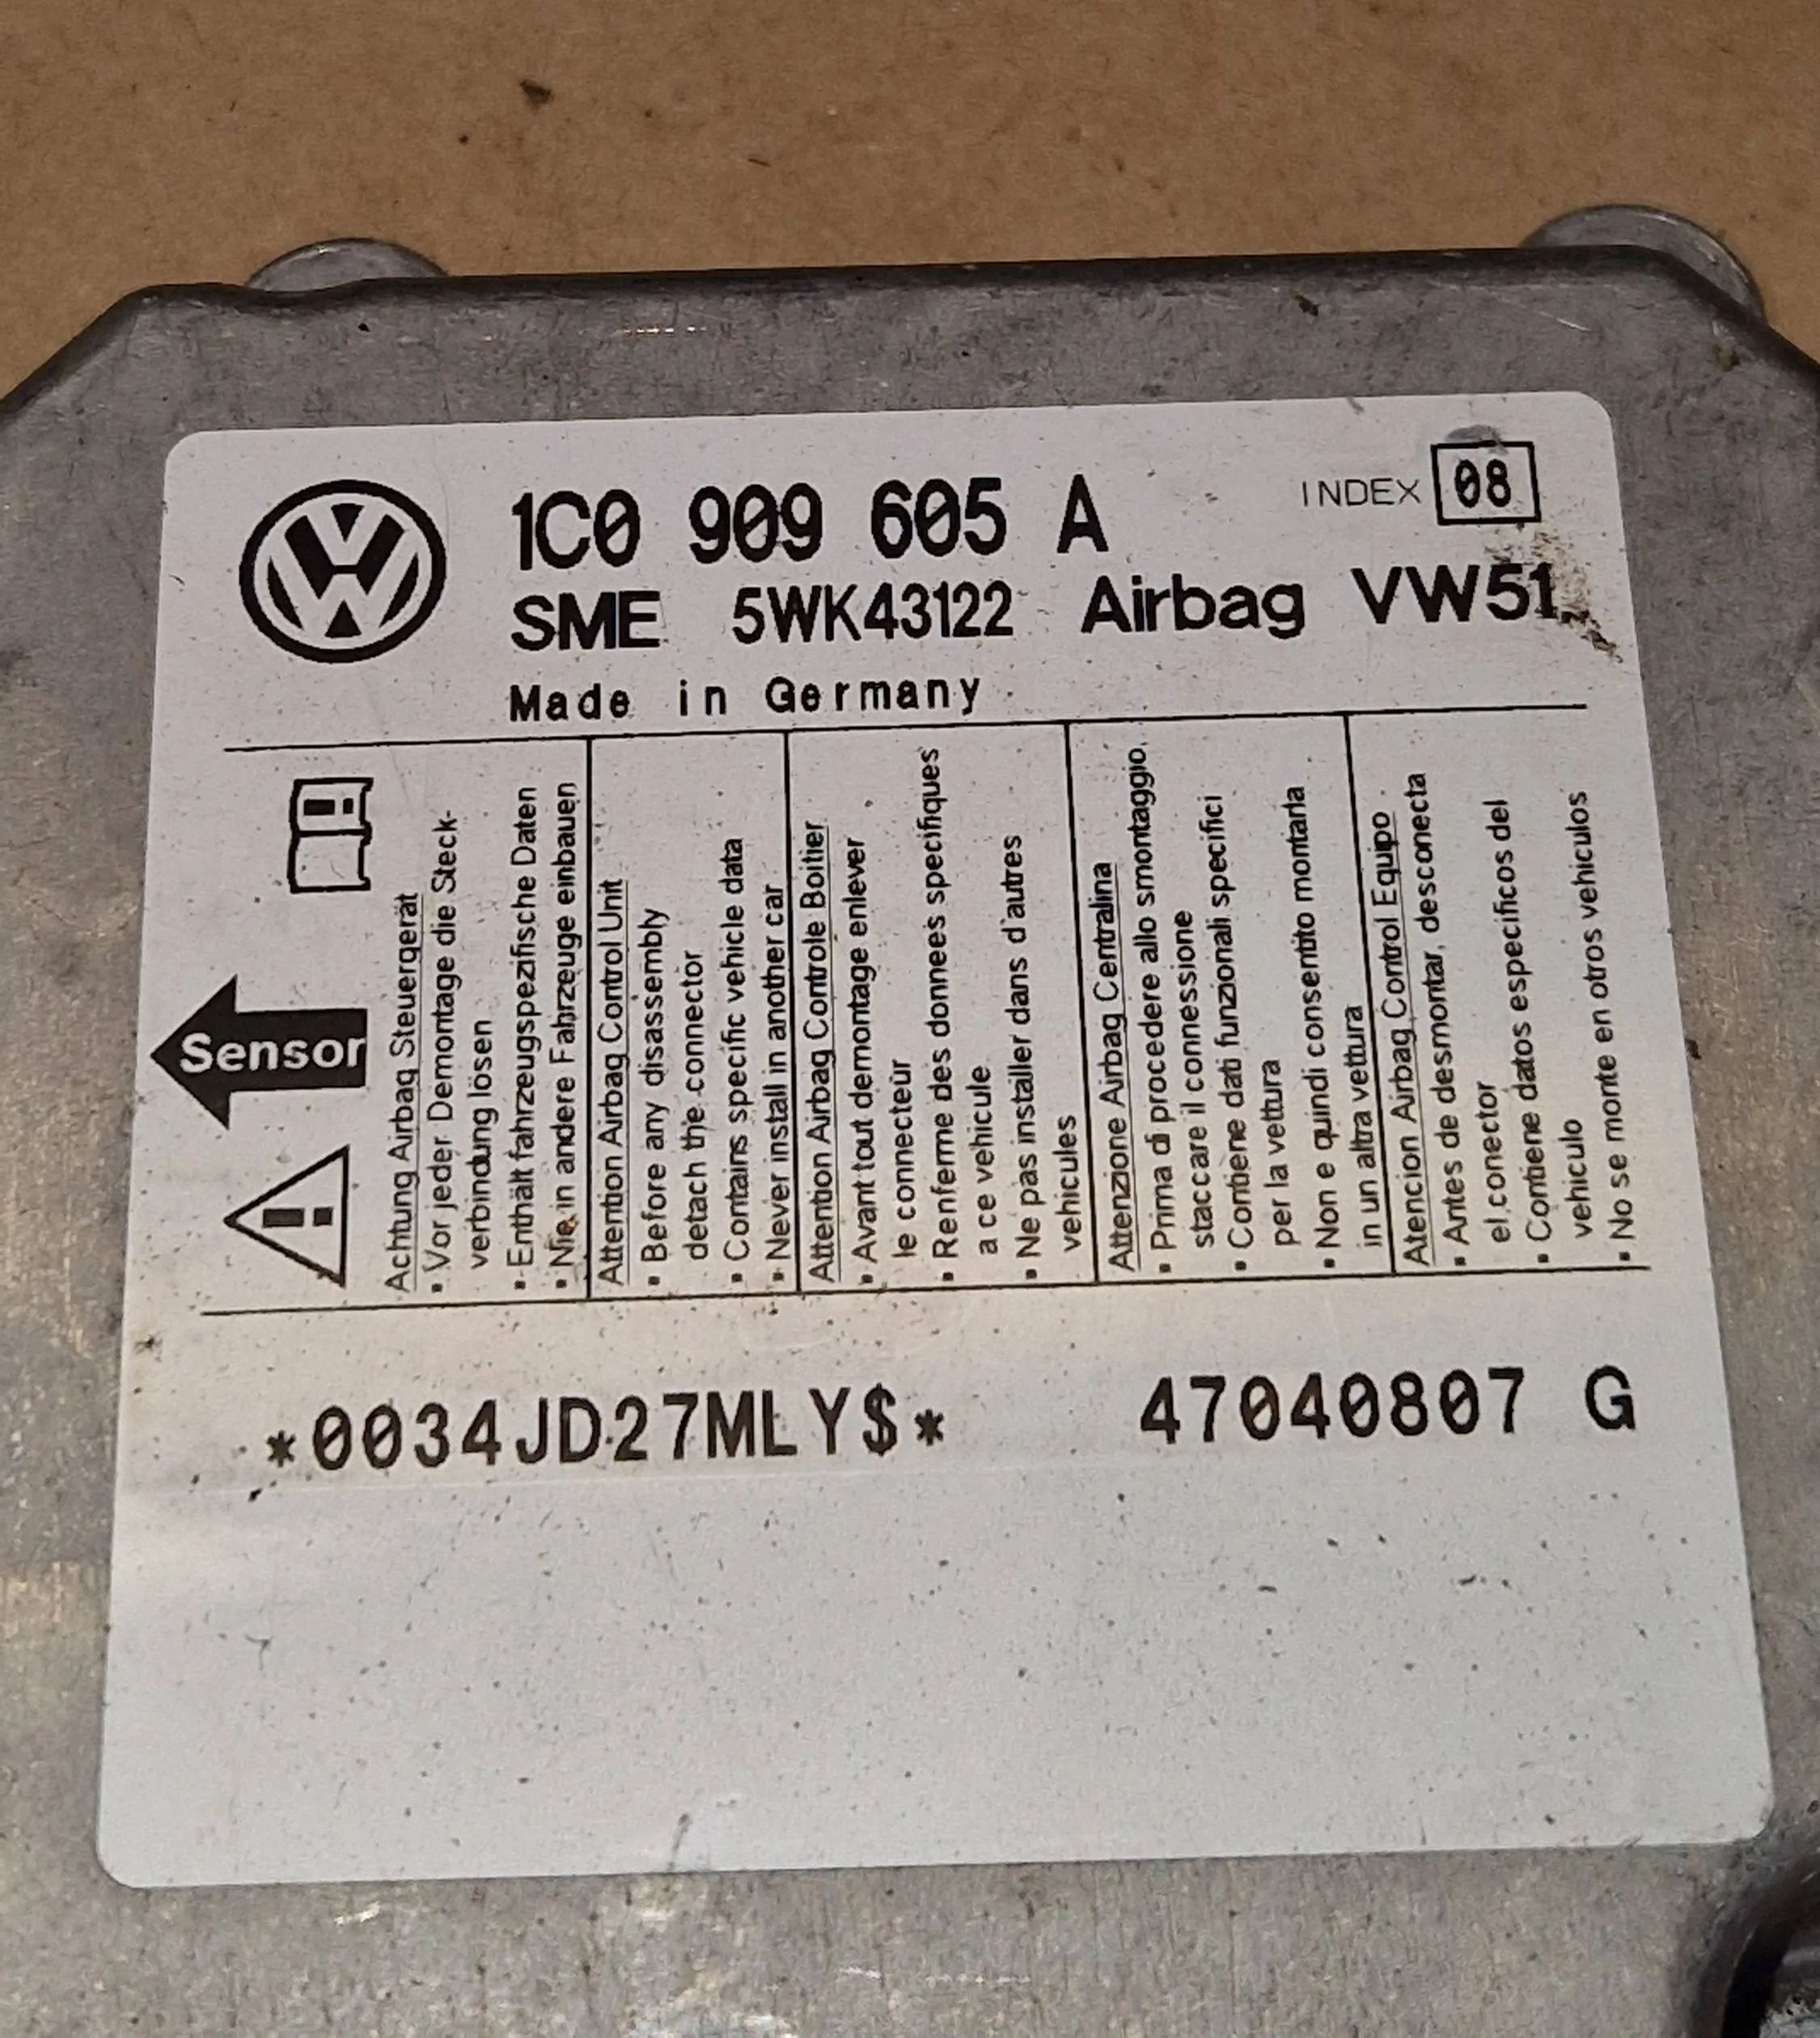 1C0 909 605 A
INDEX 08
SME 5WK43122 Airbag VW51
Made in Germany
Sensor
Achtung Airbag Steuergerät
• Vor jeder Demontage die Steck-
verbindung lösen
• Enthält fahrzeugspezifische Daten
• Nie in andere Fahrzeuge einbauen
Attention Airbag Control Unit
• Before any disassembly
detach the connector
• Contains specific vehicle data
• Never install in another car
Attention Airbag Controle Boitier
• Avant tout demontage enlever
le connecteur
• Renferme des donnees specifiques
a ce vehicule
• Ne pas installer dans d'autres
vehicules
Attenzione Airbag Centralina
• Prima di procedere allo smontaggio,
staccare il connessione
• Contiene dati funzionali specifici
per la vettura
• Non e quindi consentito montarla
in un altra vettura
Atencion Airbag Control Equipo
• Antes de desmontar, desconecta
el conector
• Contiene datos especificos del
vehiculo
• No se monte en otros vehiculos
*0034JD27MLY$* 47040807 G